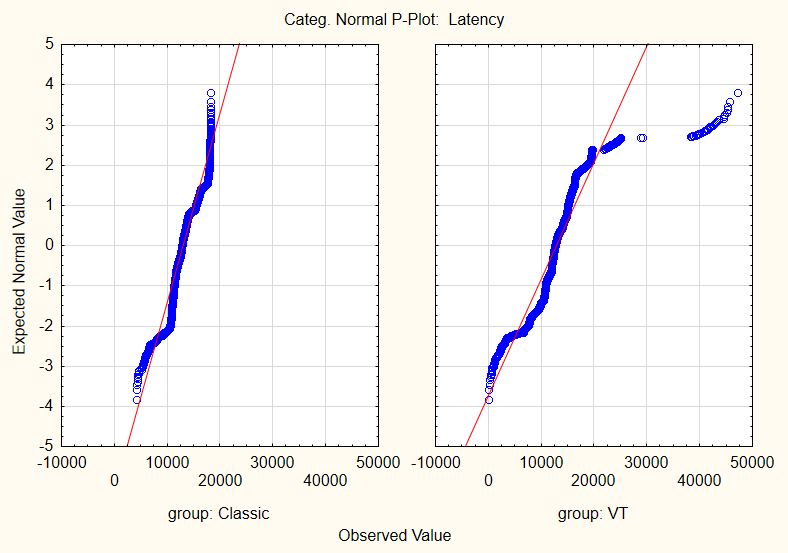 Categ. Normal P-Plot:  Latency
5
4
3
2
1
0
-1
-2
-3
-4
-5
Expected Normal Value
-10000 10000 30000 50000 -10000 10000 30000 50000
0 20000 40000 0 20000 40000
group: Classic group: VT
Observed Value